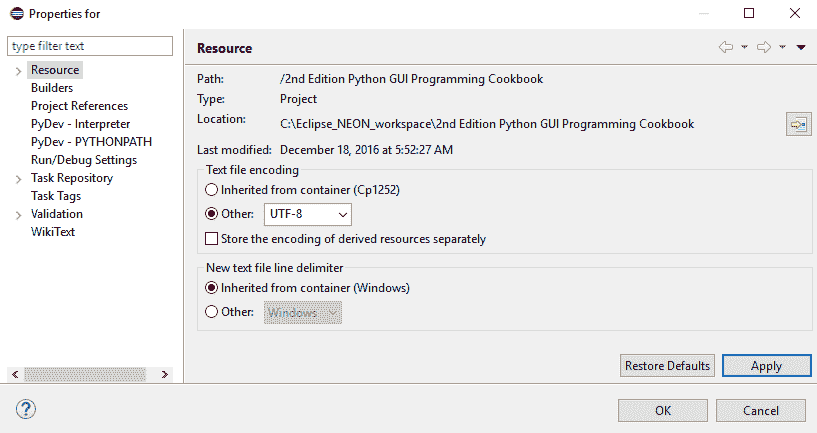 Properties for
type filter text
Resource
Builders
Project References
PyDev - Interpreter
PyDev - PYTHONPATH
Run/Debug Settings
Task Repository
Task Tags
Validation
WikiText
Resource
Path: /2nd Edition Python GUI Programming Cookbook
Type: Project
Location: C:\Eclipse_NEON_workspace\2nd Edition Python GUI Programming Cookbook
Last modified: December 18, 2016 at 5:52:27 AM
Text file encoding
Inherited from container (Cp1252)
Other: UTF-8
Store the encoding of derived resources separately
New text file line delimiter
Inherited from container (Windows)
Other: Windows
Restore Defaults Apply
? OK Cancel